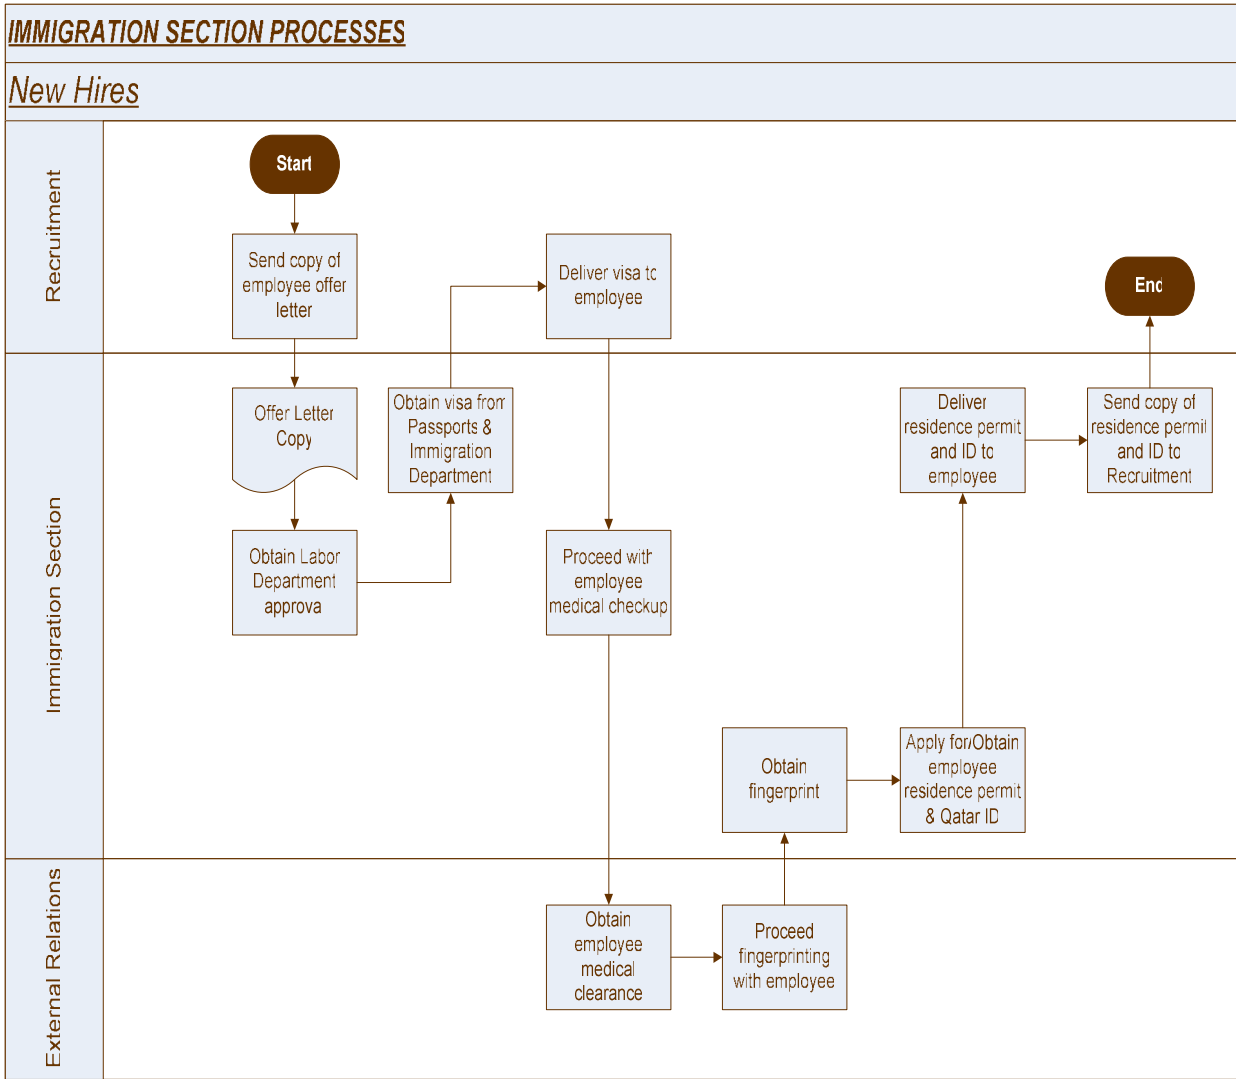 IMMIGRATION SECTION PROCESSES
New Hires
Recruitment
Start
Send copy of
employee offer
letter
Deliver visa to
employee
End
Immigration Section
Offer Letter
Copy
Obtain visa from
Passports &
Immigration
Department
Deliver
residence permit
and ID to
employee
Send copy of
residence permit
and ID to
Recruitment
Obtain Labor
Department
approva
Proceed with
employee
medical checkup
Obtain
fingerprint
Apply for/Obtain
employee
residence permit
& Qatar ID
External Relations
Obtain
employee
medical
clearance
Proceed
fingerprinting
with employee